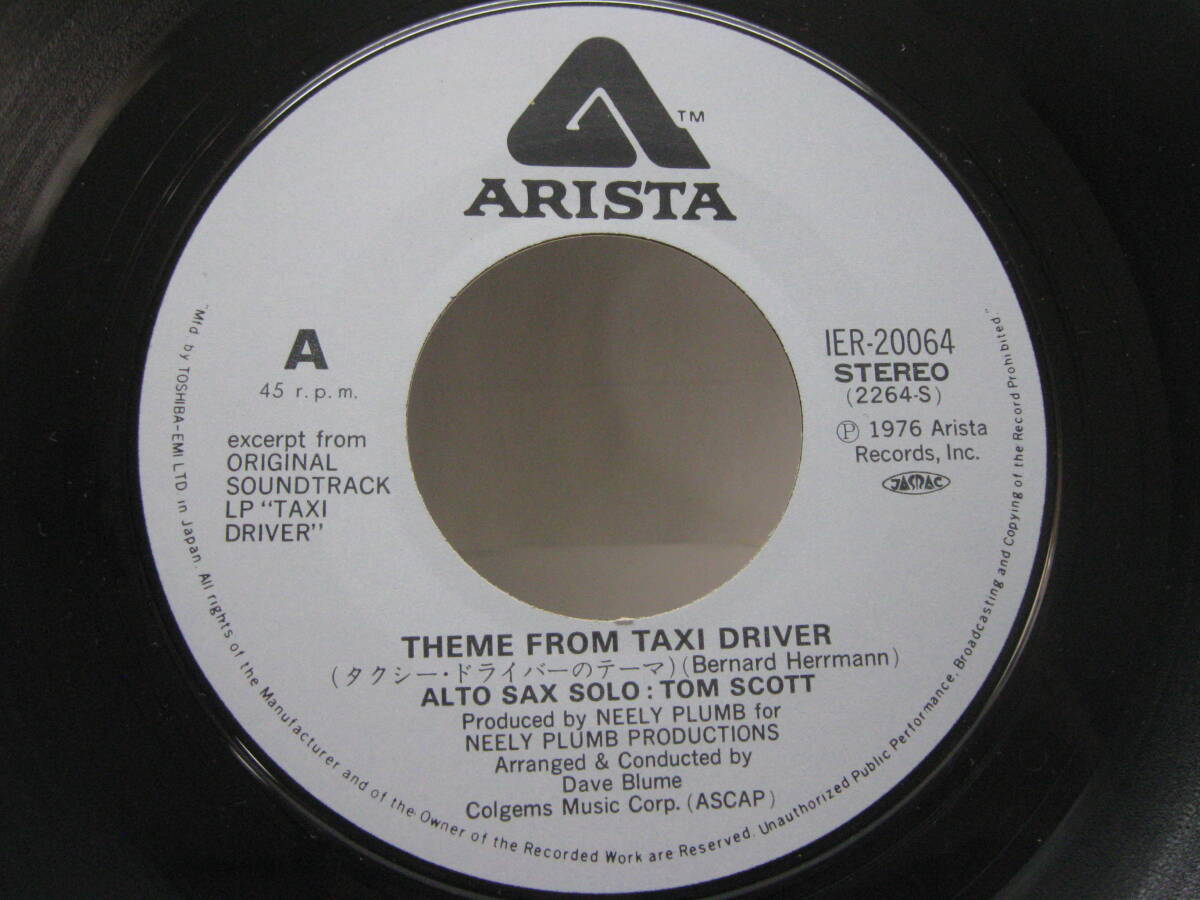 TM
ARISTA
A
45 r.p.m.
excerpt from
ORIGINAL
SOUNDTRACK
LP "TAXI
DRIVER"
IER-20064
STEREO
(2264-S)
Ⓟ 1976 Arista
Records, Inc.
JASRAC
THEME FROM TAXI DRIVER
(タクシー・ドライバーのテーマ)(Bernard Herrmann)
ALTO SAX SOLO: TOM SCOTT
Produced by NEELY PLUMB for
NEELY PLUMB PRODUCTIONS
Arranged & Conducted by
Dave Blume
Colgems Music Corp. (ASCAP)
"Mfd. by TOSHIBA-EMI LTD. in Japan. All rights of the Manufacturer and of the Owner of the Recorded Work are Reserved. Unauthorized Public Performance, Broadcasting and Copying of the Record Prohibited."